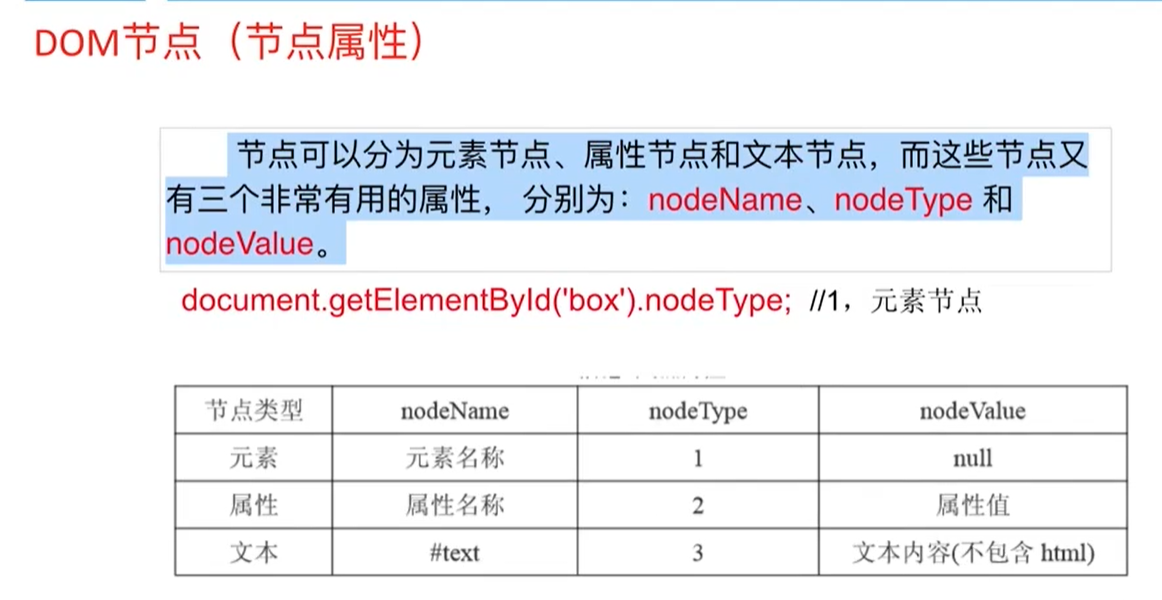 DOM节点（节点属性）
节点可以分为元素节点、属性节点和文本节点，而这些节点又
有三个非常有用的属性， 分别为：nodeName、nodeType 和
nodeValue。
document.getElementById('box').nodeType; //1，元素节点
节点类型 nodeName nodeType nodeValue
元素 元素名称 1 null
属性 属性名称 2 属性值
文本 #text 3 文本内容(不包含 html)